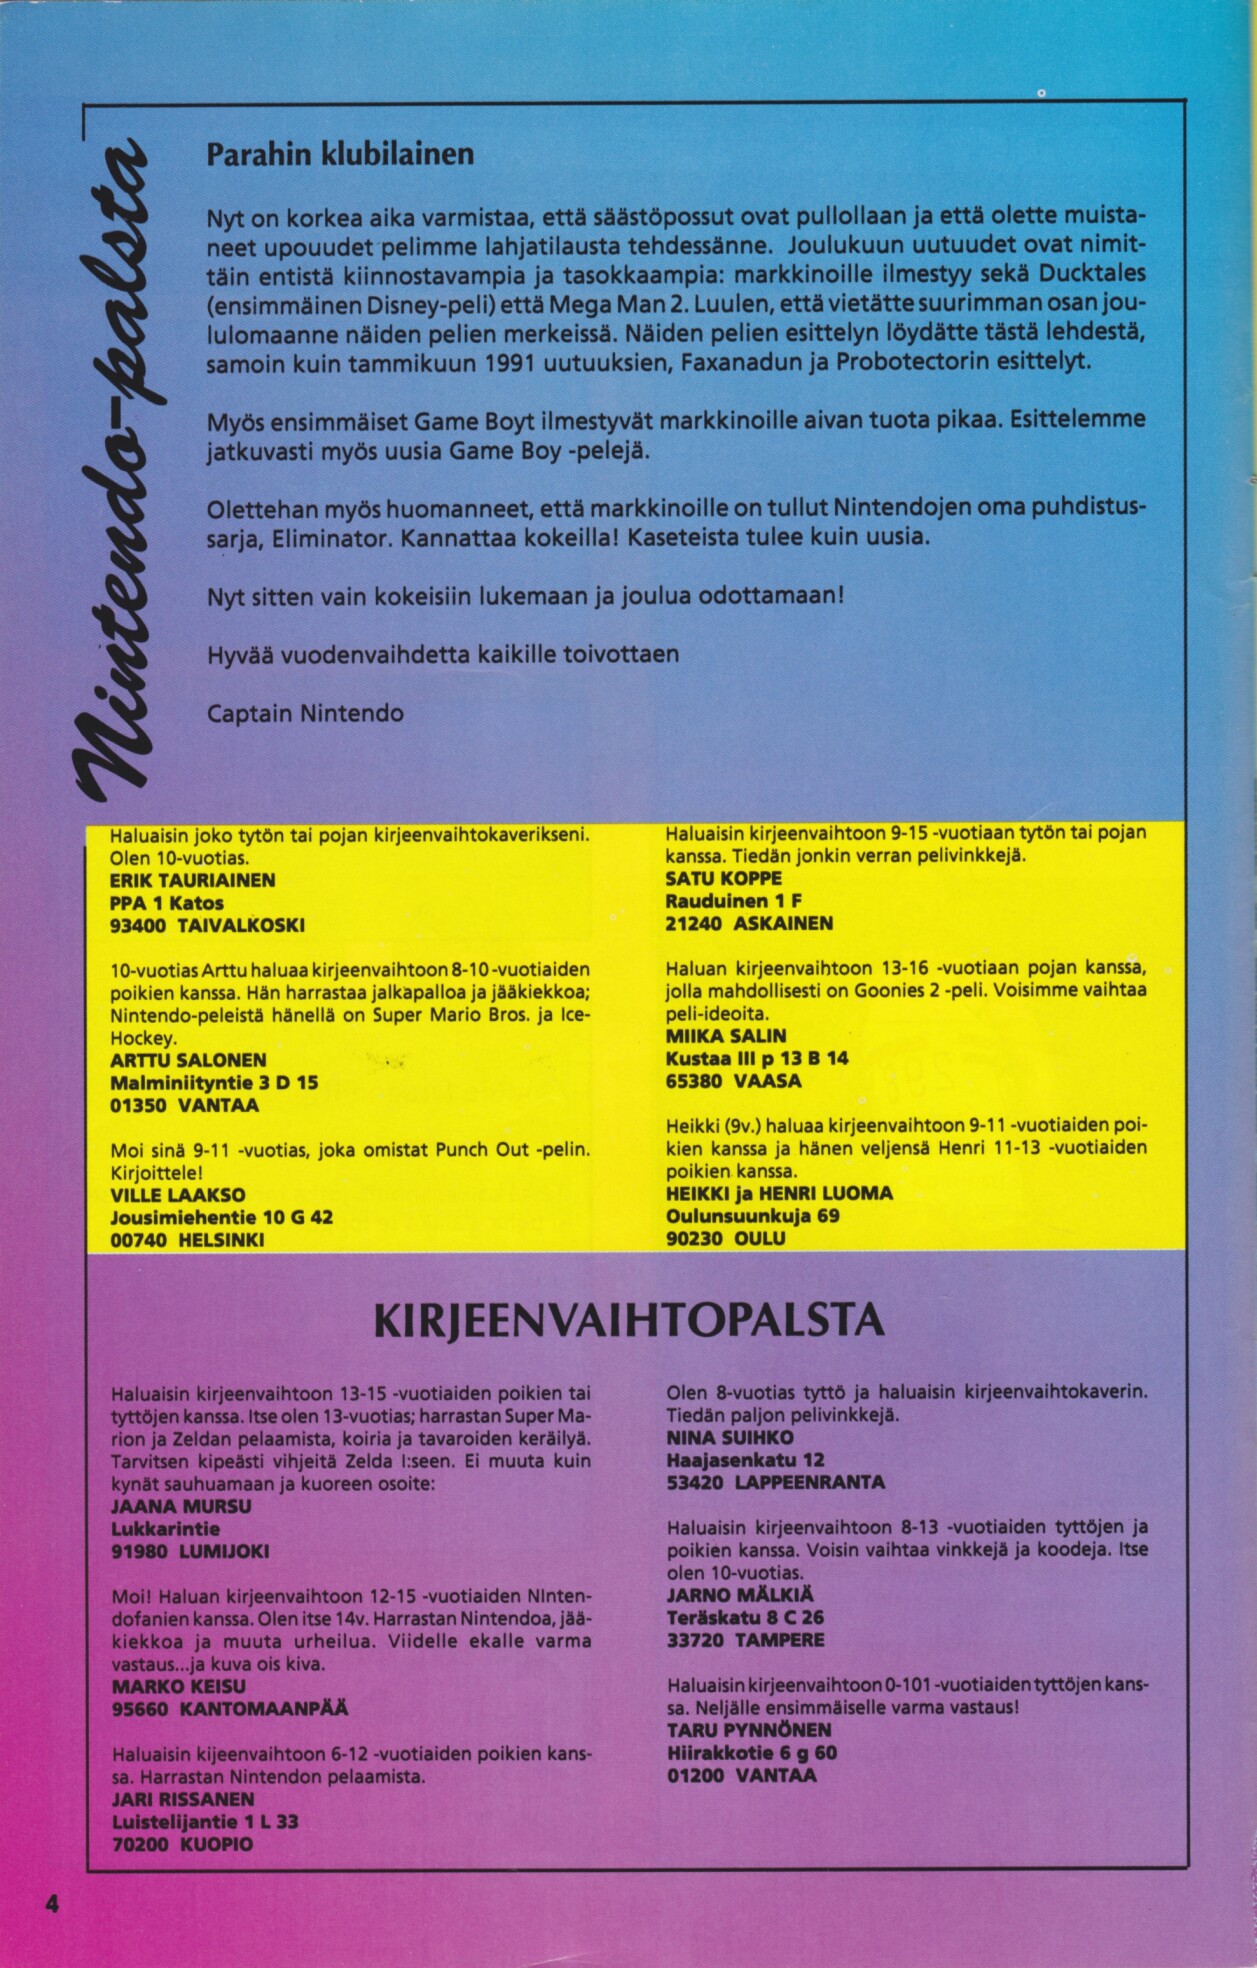 Nintendo-palsta
Parahin klubilainen
Nyt on korkea aika varmistaa, että säästöpossut ovat pullollaan ja että olette muista-
neet upouudet pelimme lahjatilausta tehdessänne. Joulukuun uutuudet ovat nimit-
täin entistä kiinnostavampia ja tasokkaampia: markkinoille ilmestyy sekä Ducktales
(ensimmäinen Disney-peli) että Mega Man 2. Luulen, että vietätte suurimman osan jou-
lulomaanne näiden pelien merkeissä. Näiden pelien esittelyn löydätte tästä lehdestä,
samoin kuin tammikuun 1991 uutuuksien, Faxanadun ja Probotectorin esittelyt.
Myös ensimmäiset Game Boyt ilmestyvät markkinoille aivan tuota pikaa. Esittelemme
jatkuvasti myös uusia Game Boy -pelejä.
Olettehan myös huomanneet, että markkinoille on tullut Nintendojen oma puhdistus-
sarja, Eliminator. Kannattaa kokeilla! Kaseteista tulee kuin uusia.
Nyt sitten vain kokeisiin lukemaan ja joulua odottamaan!
Hyvää vuodenvaihdetta kaikille toivottaen
Captain Nintendo
Haluaisin joko tytön tai pojan kirjeenvaihtokaverikseni.
Olen 10-vuotias.
ERIK TAURIAINEN
PPA 1 Katos
93400 TAIVALKOSKI
10-vuotias Arttu haluaa kirjeenvaihtoon 8-10 -vuotiaiden
poikien kanssa. Hän harrastaa jalkapalloa ja jääkiekkoa;
Nintendo-peleistä hänellä on Super Mario Bros. ja Ice-
Hockey.
ARTTU SALONEN
Malminiityntie 3 D 15
01350 VANTAA
Moi sinä 9-11 -vuotias, joka omistat Punch Out -pelin.
Kirjoittele!
VILLE LAAKSO
Jousimiehentie 10 G 42
00740 HELSINKI
Haluaisin kirjeenvaihtoon 9-15 -vuotiaan tytön tai pojan
kanssa. Tiedän jonkin verran pelivinkkejä.
SATU KOPPE
Rauduinen 1 F
21240 ASKAINEN
Haluan kirjeenvaihtoon 13-16 -vuotiaan pojan kanssa,
jolla mahdollisesti on Goonies 2 -peli. Voisimme vaihtaa
peli-ideoita.
MIIKA SALIN
Kustaa III p 13 B 14
65380 VAASA
Heikki (9v.) haluaa kirjeenvaihtoon 9-11 -vuotiaiden poi-
kien kanssa ja hänen veljensä Henri 11-13 -vuotiaiden
poikien kanssa.
HEIKKI ja HENRI LUOMA
Oulunsuunkuja 69
90230 OULU
KIRJEENVAIHTOPALSTA
Haluaisin kirjeenvaihtoon 13-15 -vuotiaiden poikien tai
tyttöjen kanssa. Itse olen 13-vuotias; harrastan Super Ma-
rion ja Zeldan pelaamista, koiria ja tavaroiden keräilyä.
Tarvitsen kipeästi vihjeitä Zelda I:seen. Ei muuta kuin
kynät sauhuamaan ja kuoreen osoite:
JAANA MURSU
Lukkarintie
91980 LUMIJOKI
Moi! Haluan kirjeenvaihtoon 12-15 -vuotiaiden NInten-
dofanien kanssa. Olen itse 14v. Harrastan Nintendoa, jää-
kiekkoa ja muuta urheilua. Viidelle ekalle varma
vastaus...ja kuva ois kiva.
MARKO KEISU
95660 KANTOMAANPÄÄ
Haluaisin kijeenvaihtoon 6-12 -vuotiaiden poikien kans-
sa. Harrastan Nintendon pelaamista.
JARI RISSANEN
Luistelijantie 1 L 33
70200 KUOPIO
Olen 8-vuotias tyttö ja haluaisin kirjeenvaihtokaverin.
Tiedän paljon pelivinkkejä.
NINA SUIHKO
Haajasenkatu 12
53420 LAPPEENRANTA
Haluaisin kirjeenvaihtoon 8-13 -vuotiaiden tyttöjen ja
poikien kanssa. Voisin vaihtaa vinkkejä ja koodeja. Itse
olen 10-vuotias.
JARNO MÄLKIÄ
Teräskatu 8 C 26
33720 TAMPERE
Haluaisin kirjeenvaihtoon 0-101 -vuotiaiden tyttöjen kans-
sa. Neljälle ensimmäiselle varma vastaus!
TARU PYNNÖNEN
Hiirakkotie 6 g 60
01200 VANTAA
4